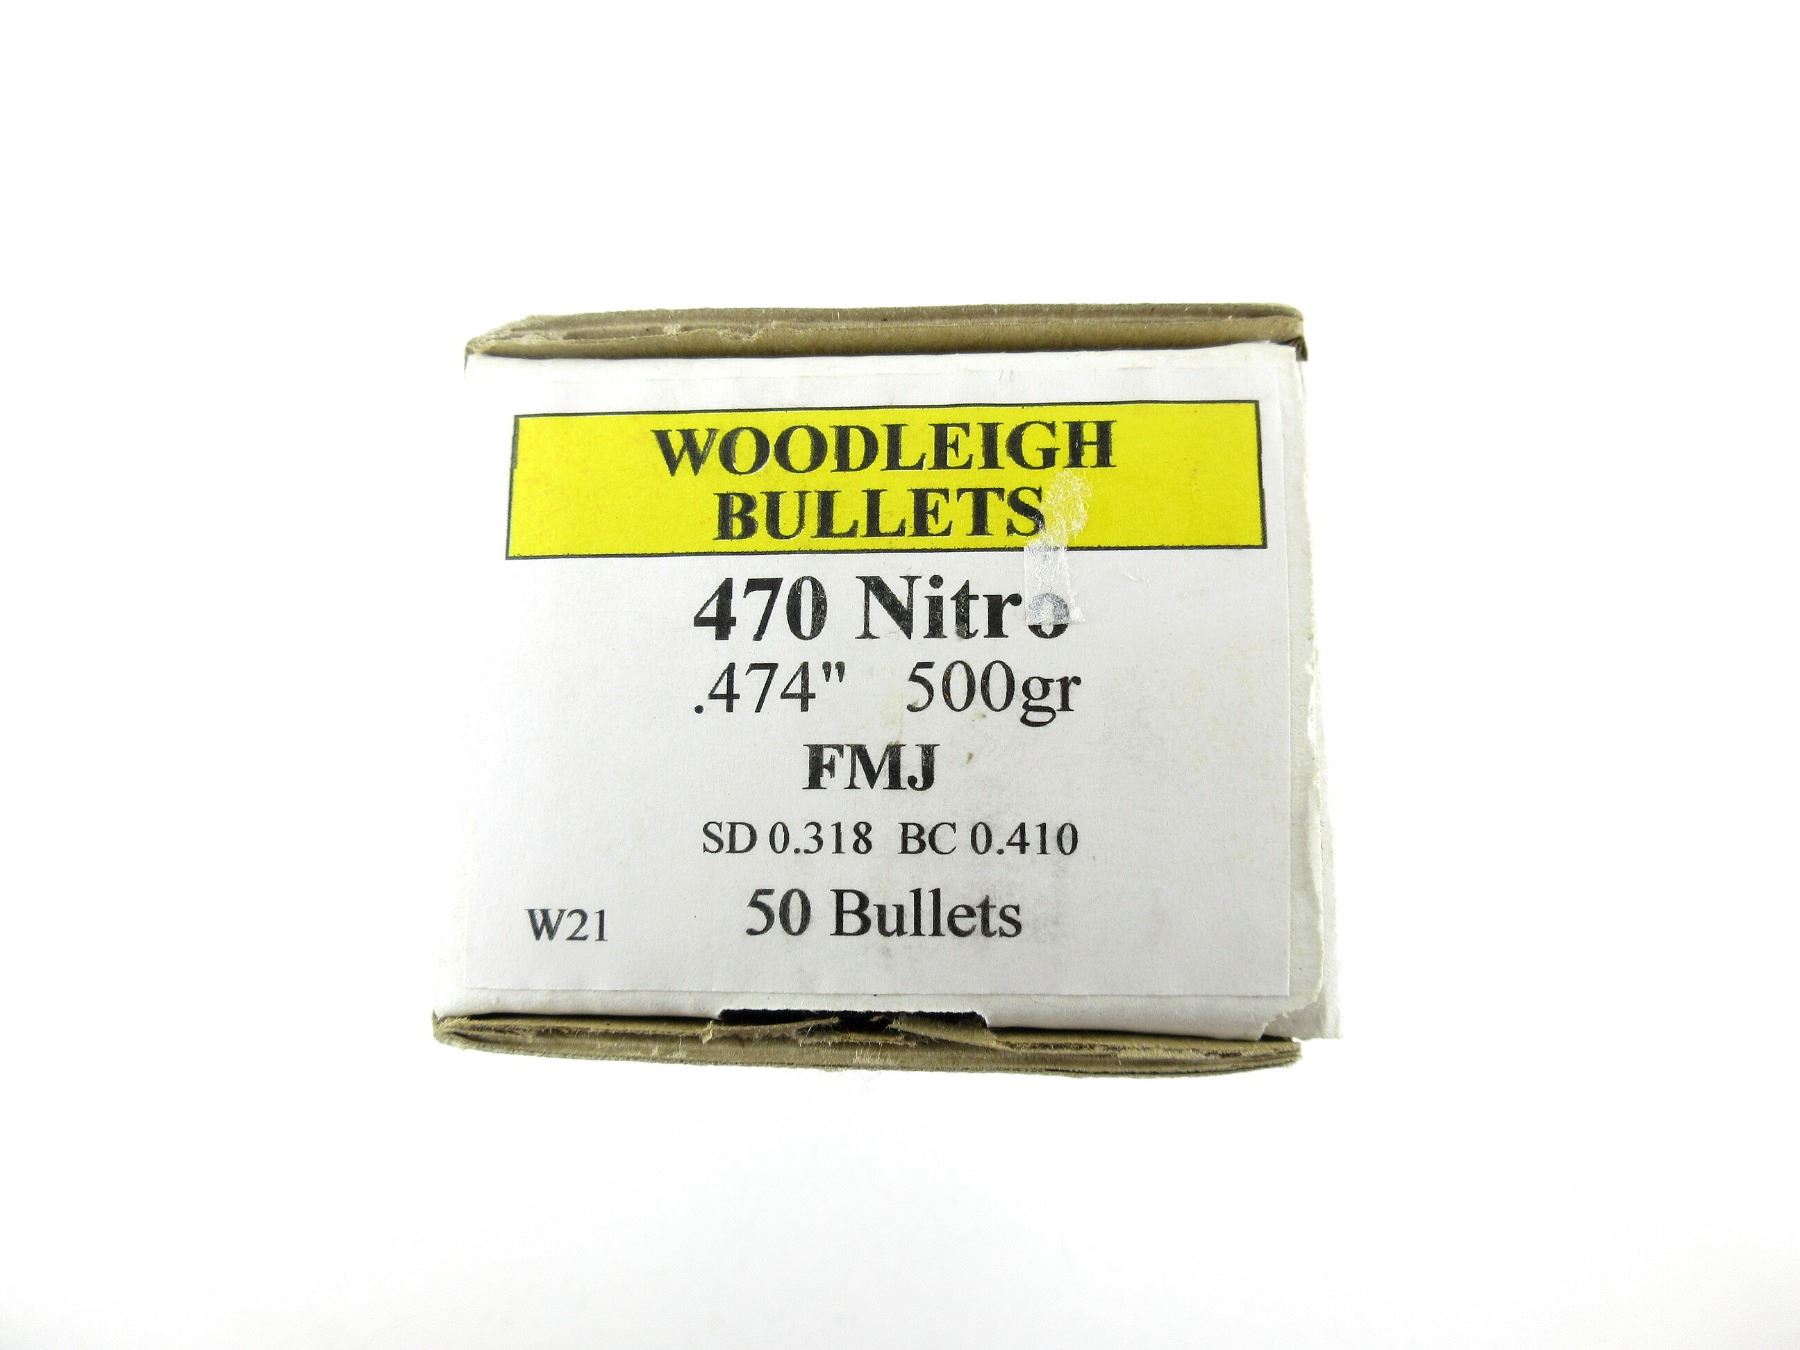 WOODLEIGH
BULLETS
470 Nitro
.474" 500gr
FMJ
SD 0.318 BC 0.410
W21 50 Bullets